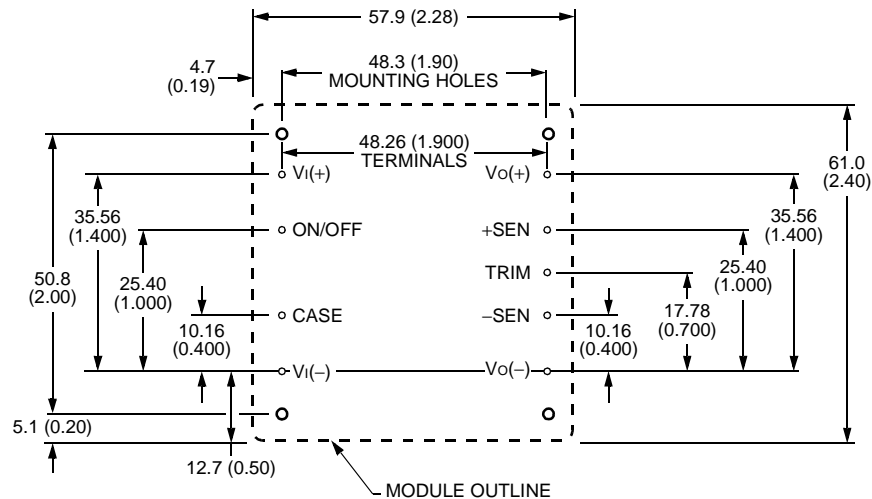 57.9 (2.28)
4.7
(0.19)
48.3 (1.90)
MOUNTING HOLES
48.26 (1.900)
TERMINALS
VI(+)
VO(+)
61.0
(2.40)
35.56
(1.400)
ON/OFF
+SEN
35.56
(1.400)
50.8
(2.00)
25.40
(1.000)
TRIM
25.40
(1.000)
10.16
(0.400)
CASE
−SEN
10.16
(0.400)
17.78
(0.700)
VI(−)
VO(−)
5.1 (0.20)
12.7 (0.50)
MODULE OUTLINE